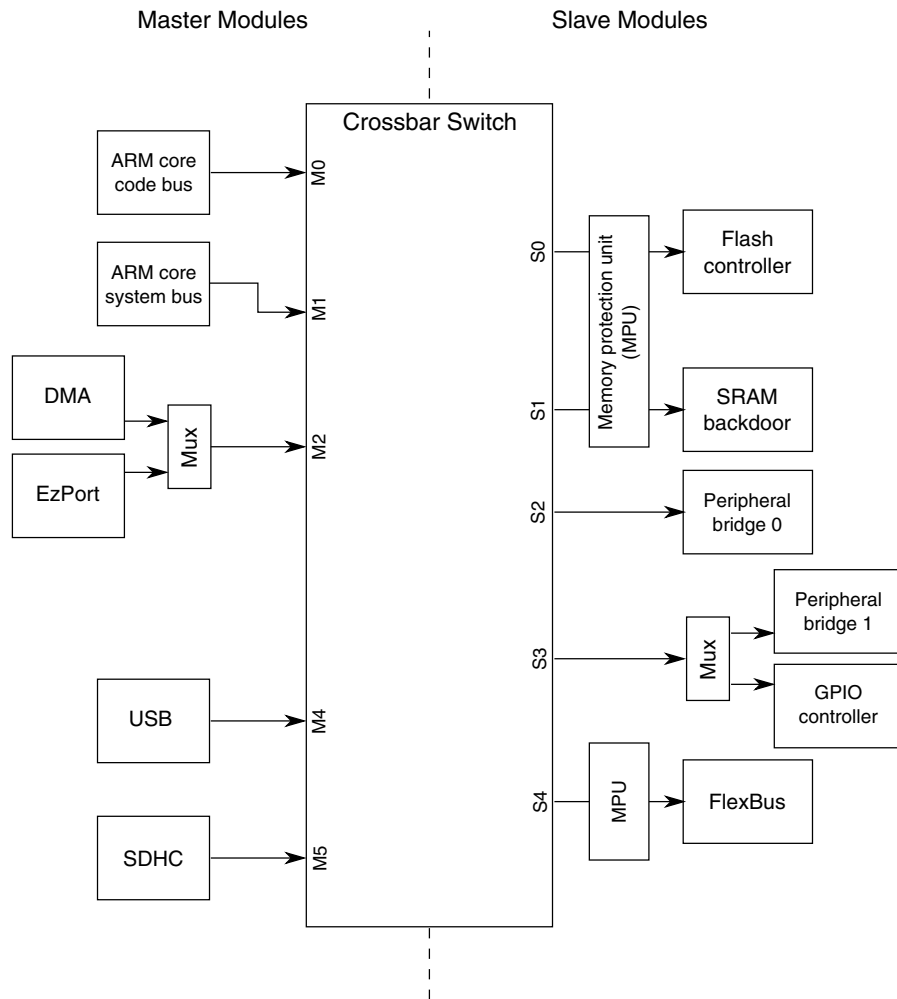 Master Modules
Slave Modules
Crossbar Switch
ARM core
code bus
M0
ARM core
system bus
M1
DMA
EzPort
Mux
M2
USB
M4
SDHC
M5
S0
Memory protection unit
(MPU)
Flash
controller
S1
SRAM
backdoor
S2
Peripheral
bridge 0
S3
Mux
Peripheral
bridge 1
GPIO
controller
S4
MPU
FlexBus